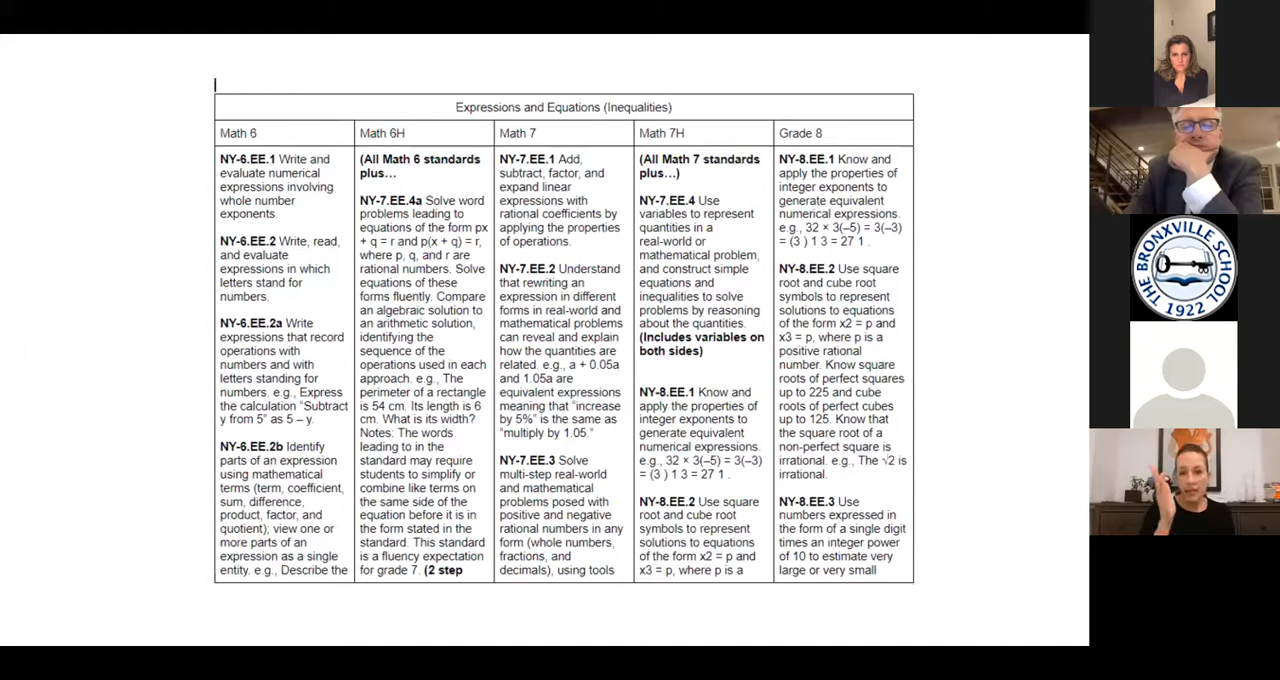 Expressions and Equations (Inequalities)
Math 6
Math 6H
Math 7
Math 7H
Grade 8
NY-6.EE.1 Write and
evaluate numerical
expressions involving
whole number
exponents.
NY-6.EE.2 Write, read,
and evaluate
expressions in which
letters stand for
numbers.
NY-6.EE.2a Write
expressions that record
operations with
numbers and with
letters standing for
numbers. e.g., Express
the calculation “Subtract
y from 5” as 5 – y.
NY-6.EE.2b Identify
parts of an expression
using mathematical
terms (term, coefficient,
sum, difference,
product, factor, and
quotient); view one or
more parts of an
expression as a single
entity. e.g., Describe the
(All Math 6 standards
plus…
NY-7.EE.4a Solve word
problems leading to
equations of the form px
+ q = r and p(x + q) = r,
where p, q, and r are
rational numbers. Solve
equations of these
forms fluently. Compare
an algebraic solution to
an arithmetic solution,
identifying the
sequence of the
operations used in each
approach. e.g., The
perimeter of a rectangle
is 54 cm. Its length is 6
cm. What is its width?
Notes: The words
leading to in the
standard may require
students to simplify or
combine like terms on
the same side of the
equation before it is in
the form stated in the
standard. This standard
is a fluency expectation
for grade 7. (2 step
NY-7.EE.1 Add,
subtract, factor, and
expand linear
expressions with
rational coefficients by
applying the properties
of operations.
NY-7.EE.2 Understand
that rewriting an
expression in different
forms in real-world and
mathematical problems
can reveal and explain
how the quantities are
related. e.g., a + 0.05a
and 1.05a are
equivalent expressions
meaning that “increase
by 5%” is the same as
“multiply by 1.05.”
NY-7.EE.3 Solve
multi-step real-world
and mathematical
problems posed with
positive and negative
rational numbers in any
form (whole numbers,
fractions, and
decimals), using tools
(All Math 7 standards
plus…)
NY-7.EE.4 Use
variables to represent
quantities in a
real-world or
mathematical problem,
and construct simple
equations and
inequalities to solve
problems by reasoning
about the quantities.
(Includes variables on
both sides)
NY-8.EE.1 Know and
apply the properties of
integer exponents to
generate equivalent
numerical expressions.
e.g., 32 × 3(–5) = 3(–3)
= (3 ) 1 3 = 27 1 .
NY-8.EE.2 Use square
root and cube root
symbols to represent
solutions to equations
of the form x2 = p and
x3 = p, where p is a
NY-8.EE.1 Know and
apply the properties of
integer exponents to
generate equivalent
numerical expressions.
e.g., 32 × 3(–5) = 3(–3)
= (3 ) 1 3 = 27 1 .
NY-8.EE.2 Use square
root and cube root
symbols to represent
solutions to equations
of the form x2 = p and
x3 = p, where p is a
positive rational
number. Know square
roots of perfect squares
up to 225 and cube
roots of perfect cubes
up to 125. Know that
the square root of a
non-perfect square is
irrational. e.g., The √2 is
irrational.
NY-8.EE.3 Use
numbers expressed in
the form of a single digit
times an integer power
of 10 to estimate very
large or very small
THE BRONXVILLE SCHOOL
1922